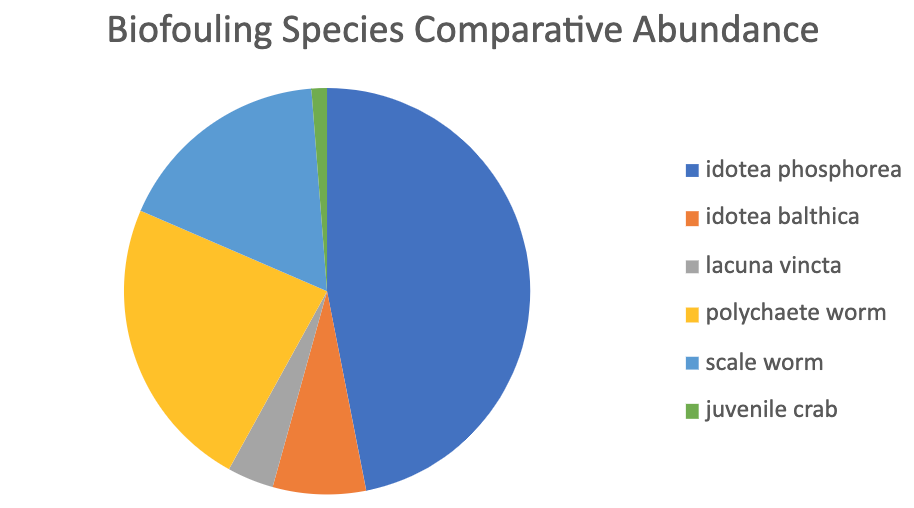 Biofouling Species Comparative Abundance
idotea phosphorea
idotea balthica
lacuna vincta
polychaete worm
scale worm
juvenile crab